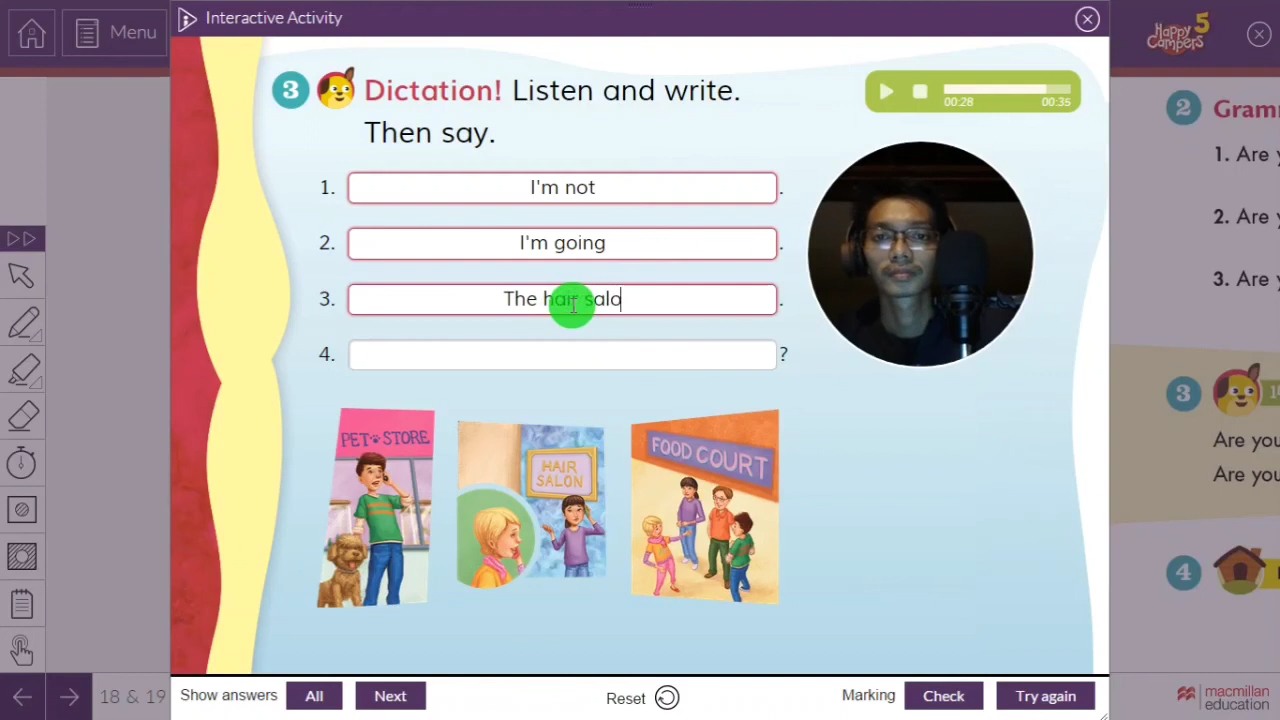 Interactive Activity
Menu
Happy Campers 5
3 Dictation! Listen and write.
Then say.
00:28 00:35
1. I'm not .
2. I'm going .
3. The hair salo .
4. ?
PET STORE
HAIR SALON
FOOD COURT
2 Gram
1. Are y
2. Are y
3. Are y
3
Are you
Are you
4
18 & 19
Show answers All Next Reset Marking Check Try again
macmillan education